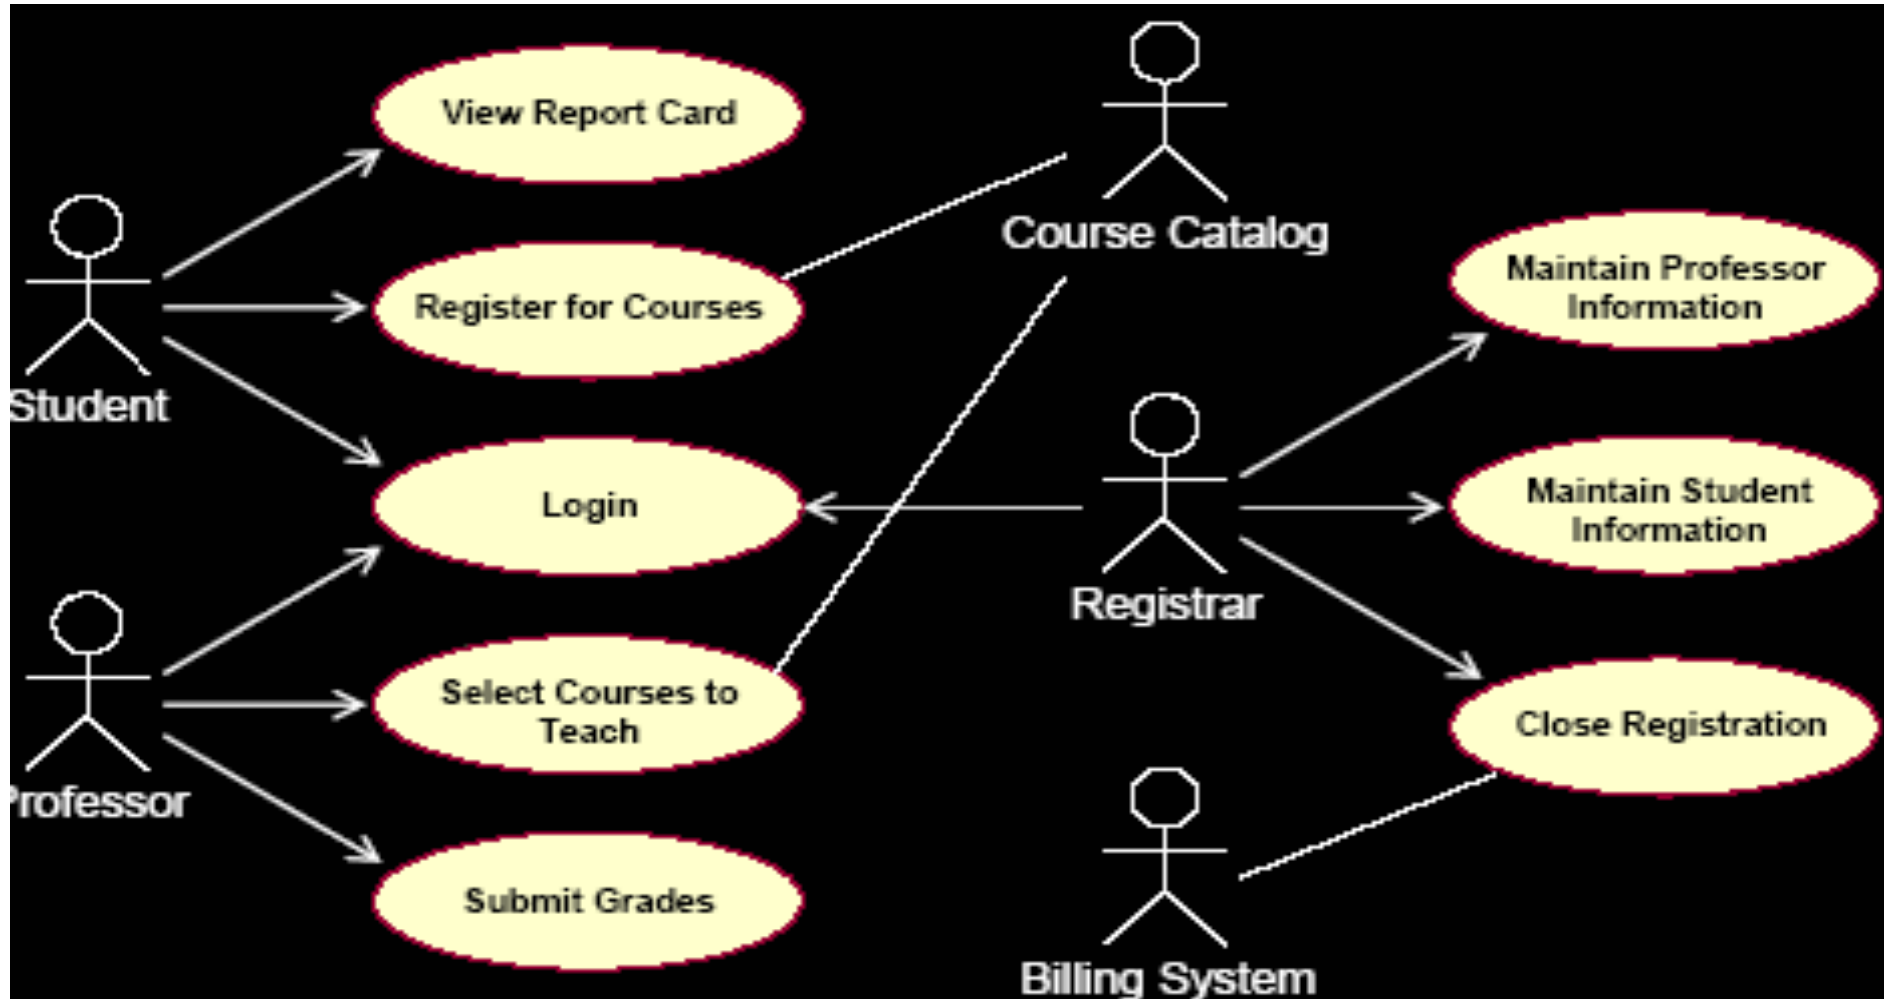 View Report Card
Course Catalog
Register for Courses
Student
Maintain Professor
Information
Login
Maintain Student
Information
Registrar
Select Courses to
Teach
Close Registration
Professor
Submit Grades
Billing System